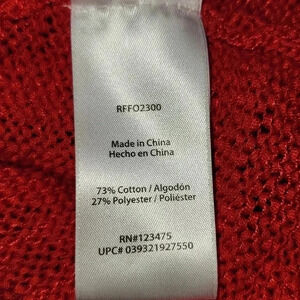 RFFO2300
Made in China
Hecho en China
73% Cotton / Algodón
27% Polyester / Poliéster
RN#123475
UPC# 039321927550